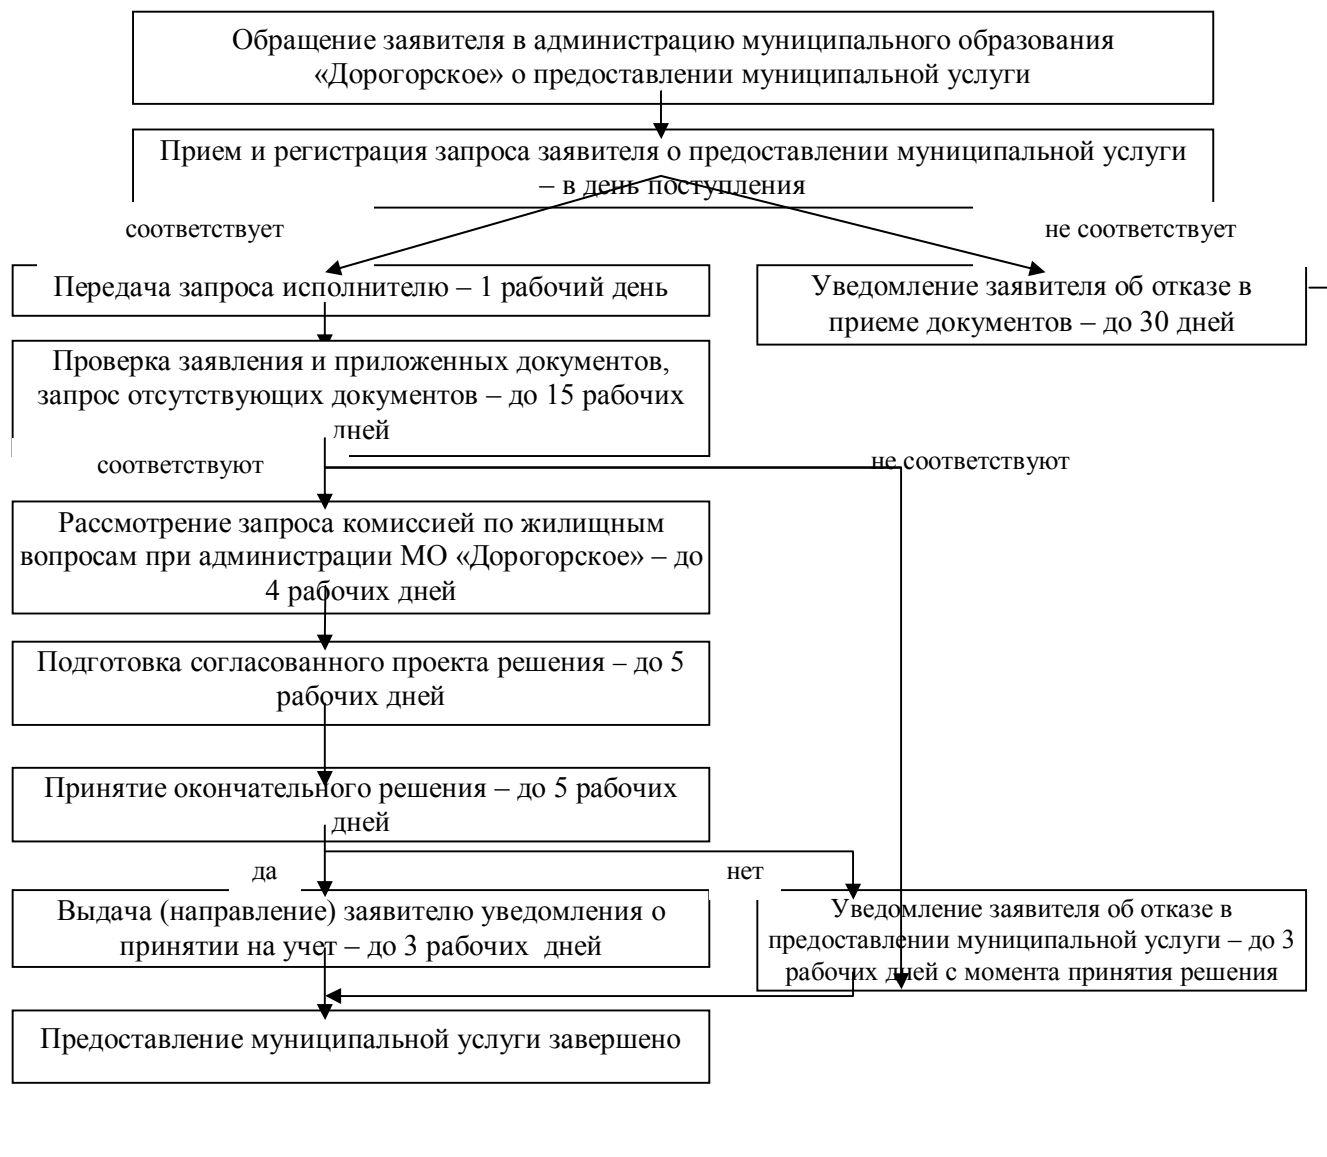 Обращение заявителя в администрацию муниципального образования
«Дорогорское» о предоставлении муниципальной услуги
Прием и регистрация запроса заявителя о предоставлении муниципальной услуги
– в день поступления
соответствует
не соответствует
Передача запроса исполнителю – 1 рабочий день
Уведомление заявителя об отказе в
приеме документов – до 30 дней
Проверка заявления и приложенных документов,
запрос отсутствующих документов – до 15 рабочих
дней
соответствуют
не соответствуют
Рассмотрение запроса комиссией по жилищным
вопросам при администрации МО «Дорогорское» – до
4 рабочих дней
Подготовка согласованного проекта решения – до 5
рабочих дней
Принятие окончательного решения – до 5 рабочих
дней
да
нет
Выдача (направление) заявителю уведомления о
принятии на учет – до 3 рабочих  дней
Уведомление заявителя об отказе в
предоставлении муниципальной услуги – до 3
рабочих дней с момента принятия решения
Предоставление муниципальной услуги завершено